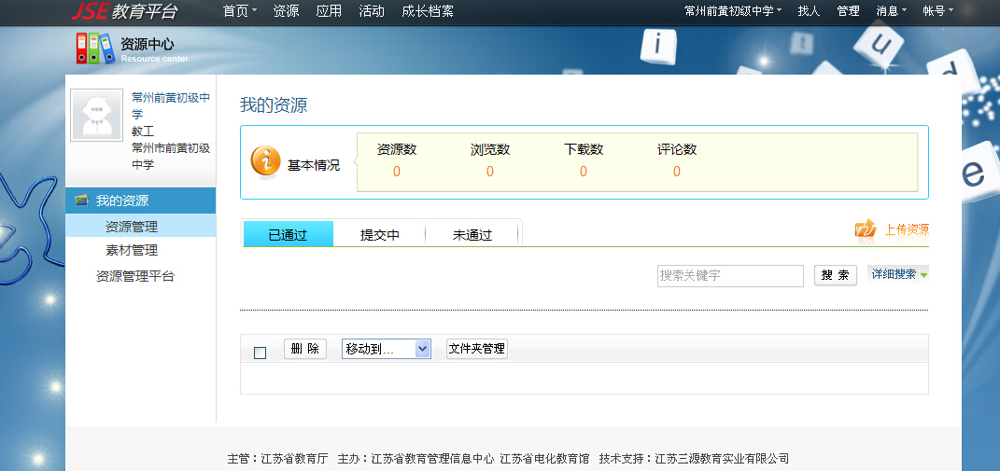 JSE教育平台 首页 资源 应用 活动 成长档案 常州前黄初级中学 找人 管理 消息 帐号
资源中心
Resource center
i
t
u
d
e
常州前黄初级中
学
教工
常州市前黄初级
中学
我的资源
资源管理
素材管理
资源管理平台
我的资源
基本情况
资源数 浏览数 下载数 评论数
0 0 0 0
已通过 提交中 未通过 上传资源
搜索关键字 搜 索 详细搜索
删 除 移动到... 文件夹管理
主管：江苏省教育厅 主办：江苏省教育管理信息中心 江苏省电化教育馆 技术支持：江苏三源教育实业有限公司